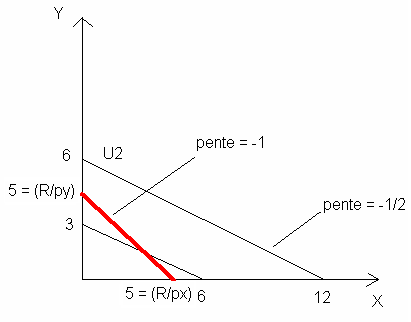 Y
6
U2
pente = -1
5 = (R/py)
pente = -1/2
3
5 = (R/px)
6
12
X